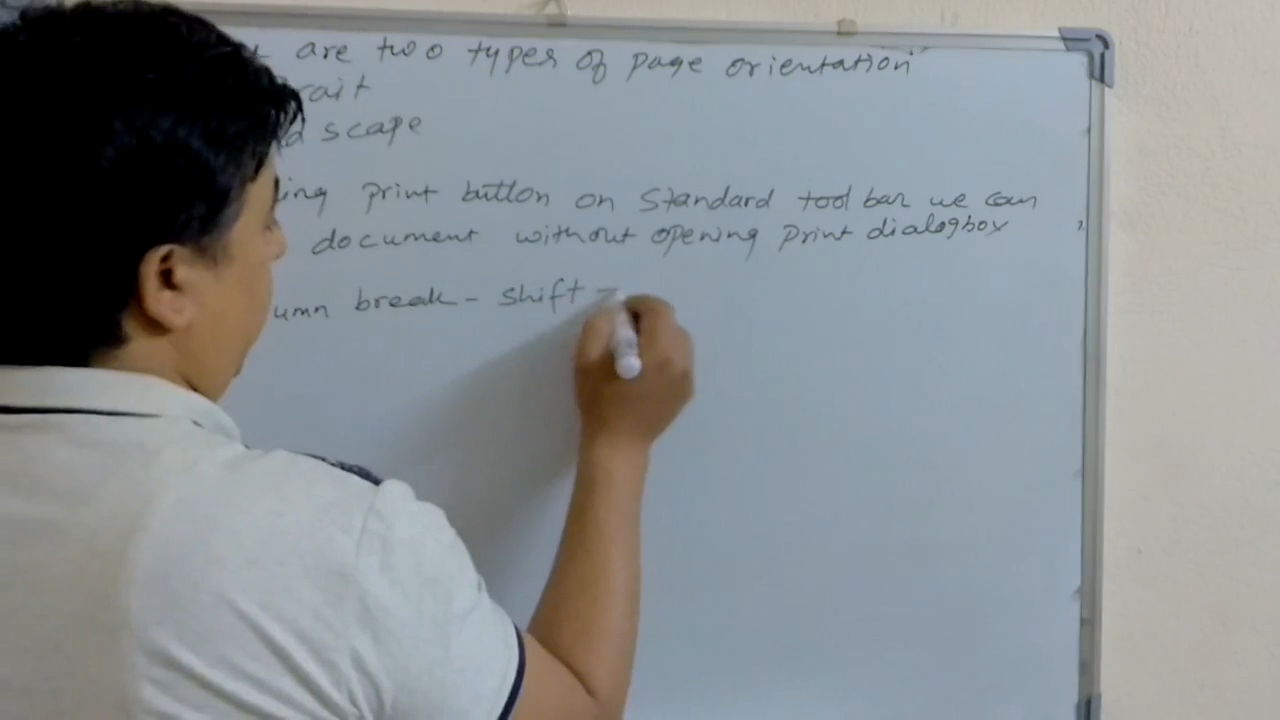 are two types of page orientation
rait
scape
ing print button on standard tool bar we can
document without opening print dialogbox
umn break - shift -